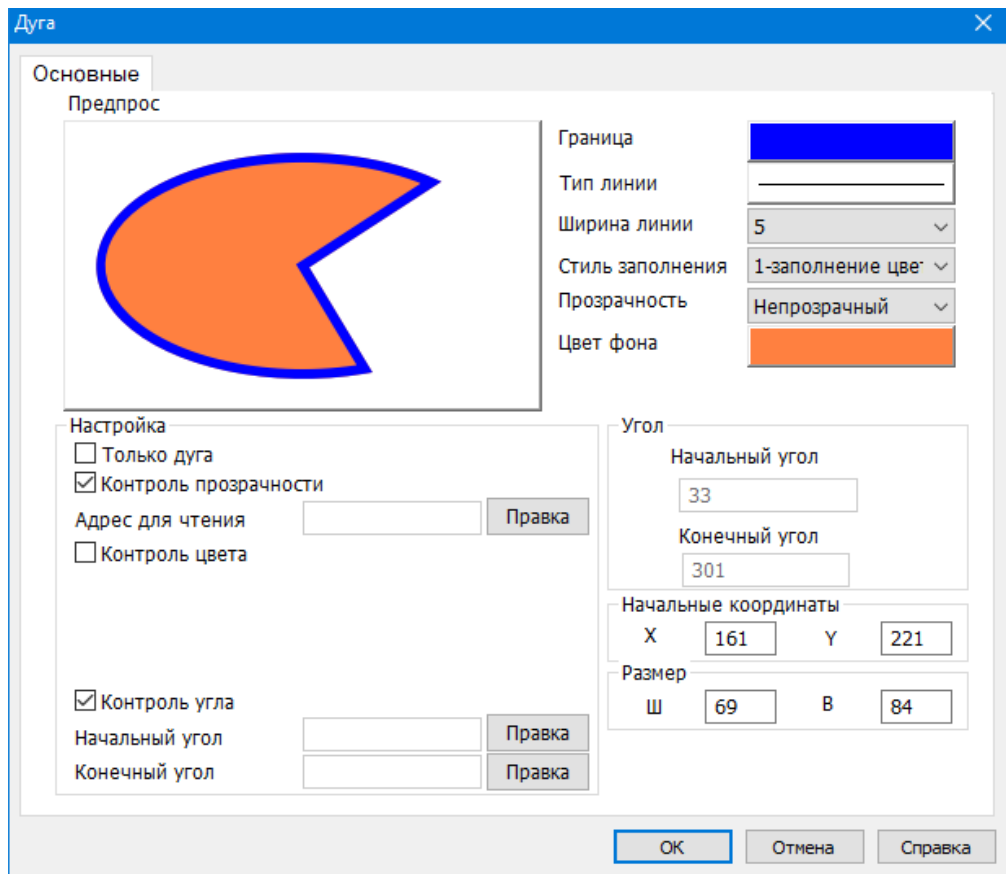 Дуга
Основные
Предпрос
Граница
Тип линии
Ширина линии 5
Стиль заполнения 1-заполнение цвет
Прозрачность Непрозрачный
Цвет фона
Настройка
Только дуга
Контроль прозрачности
Адрес для чтения Правка
Контроль цвета
Контроль угла
Начальный угол Правка
Конечный угол Правка
Угол
Начальный угол
33
Конечный угол
301
Начальные координаты
X 161 Y 221
Размер
Ш 69 В 84
OK Отмена Справка